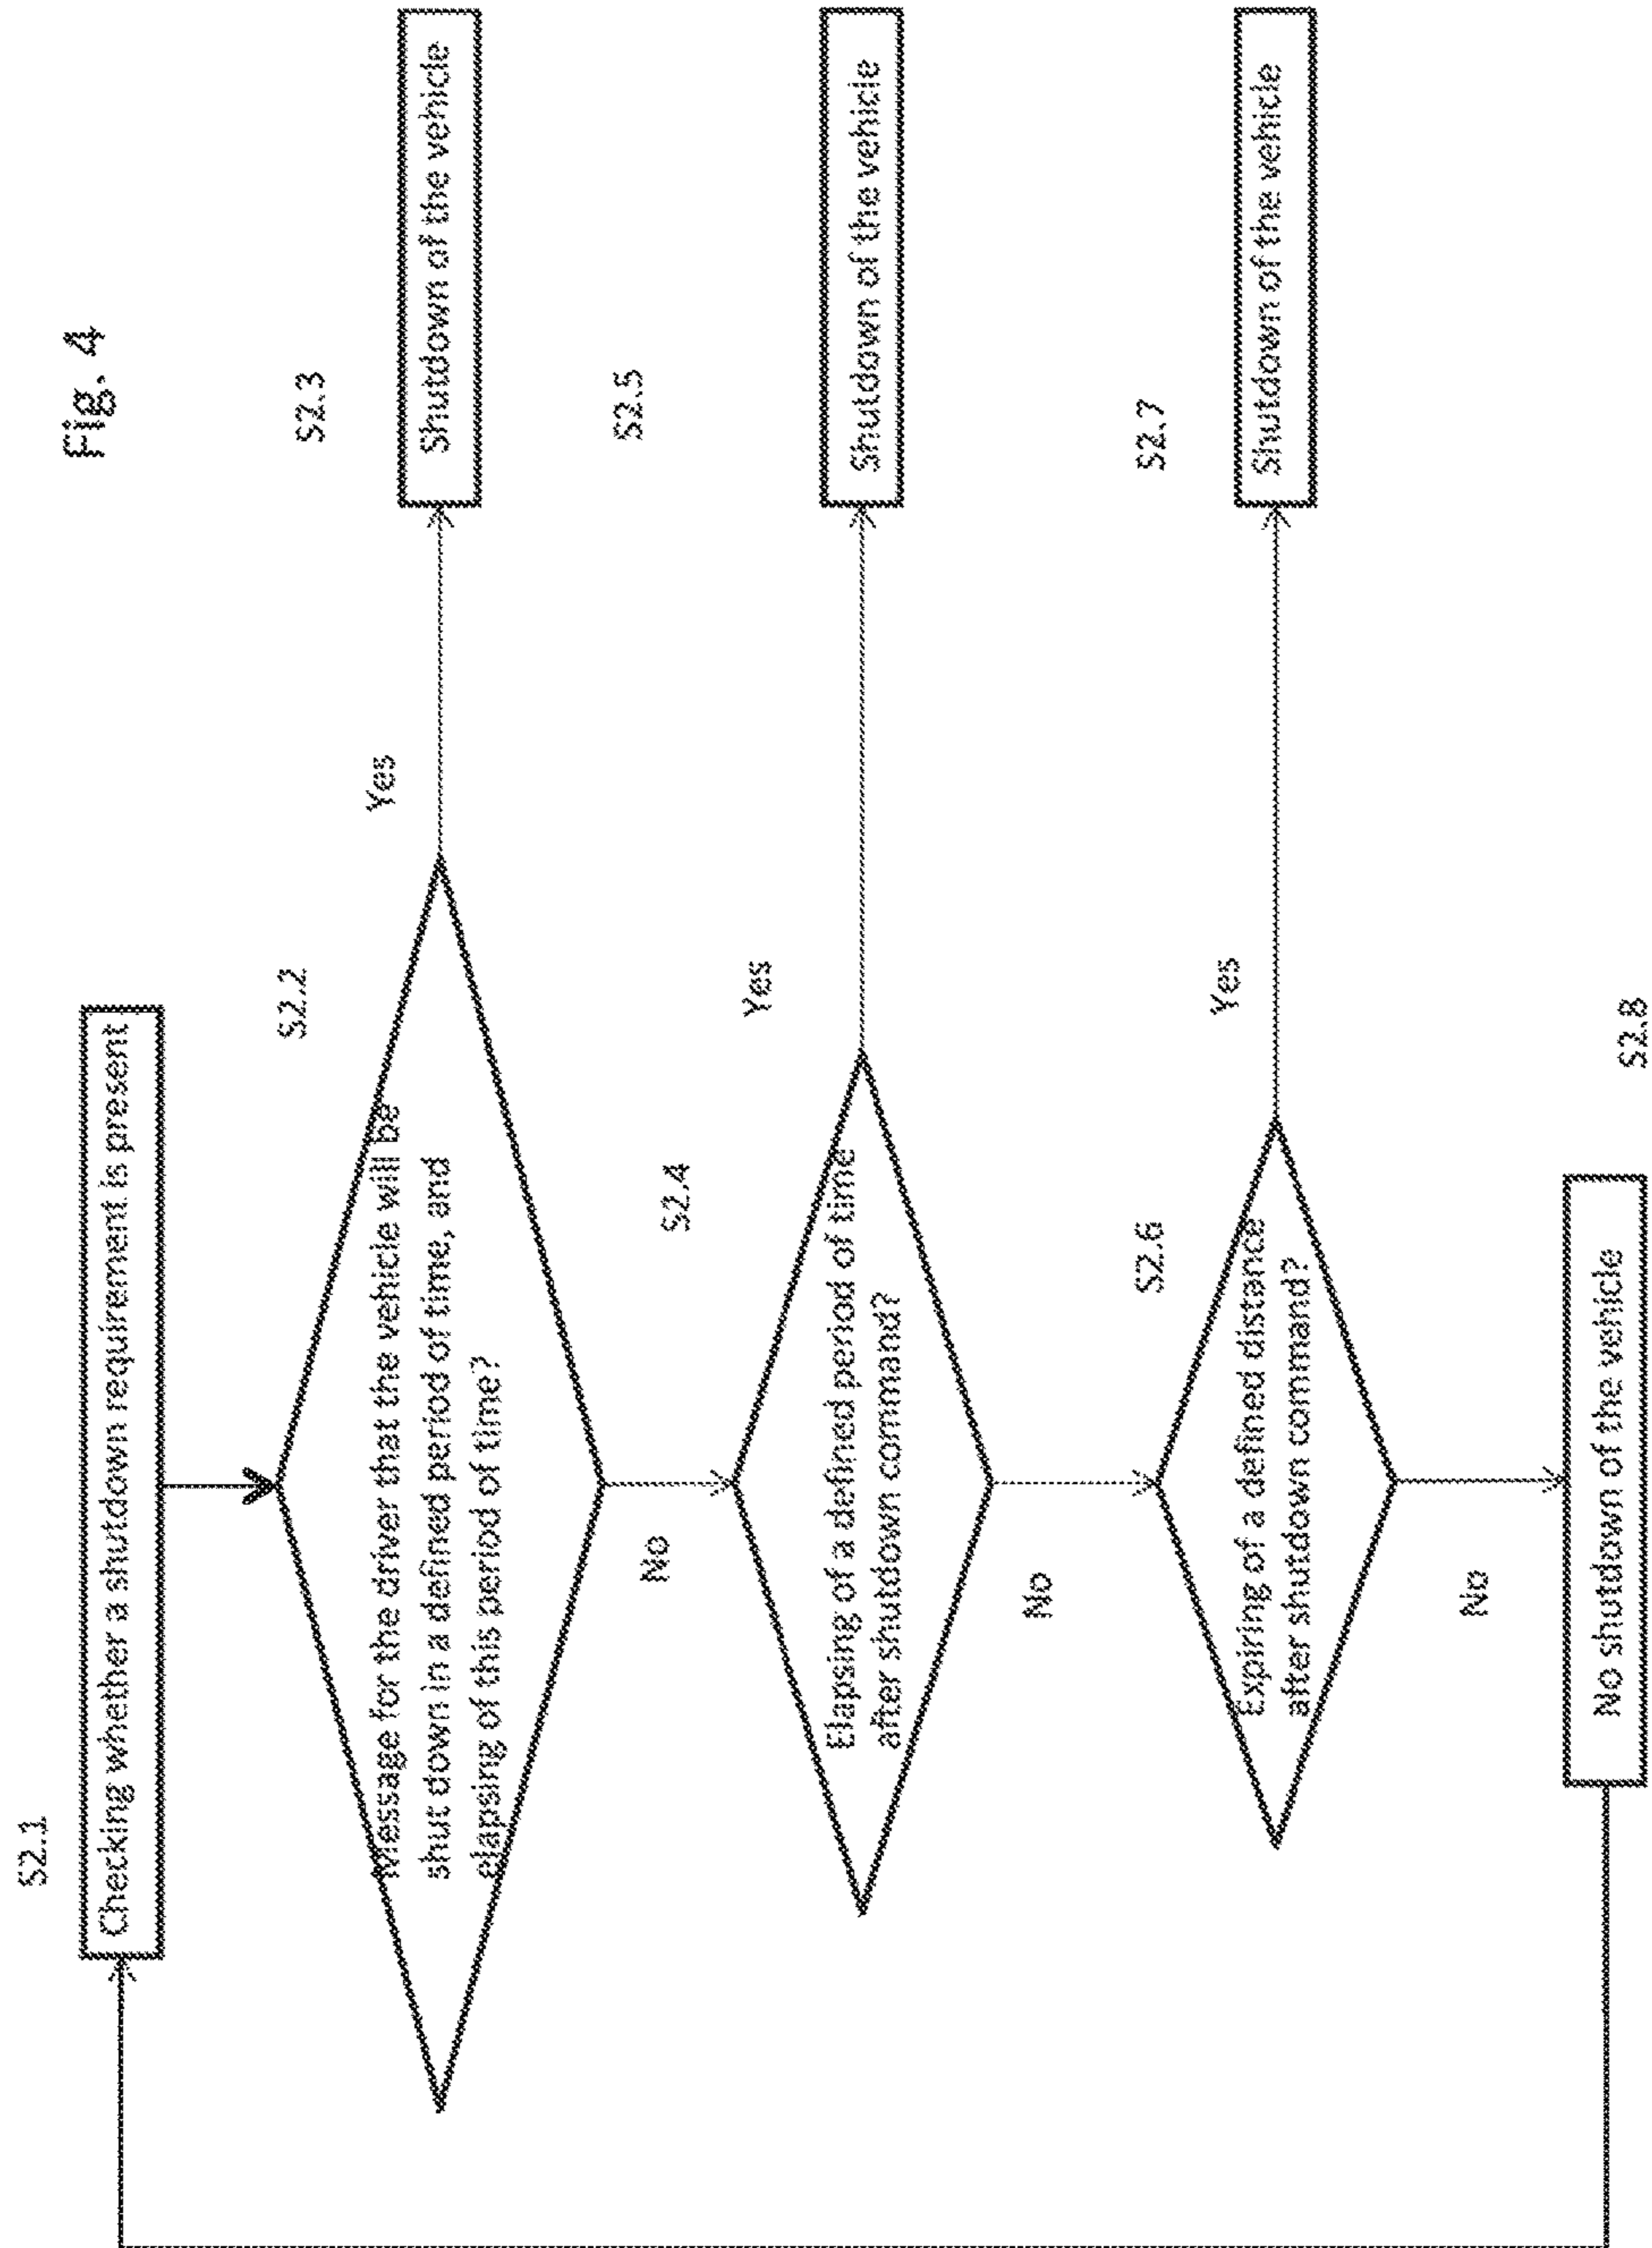 Fig. 4
S2.1
Checking whether a shutdown requirement is present
S2.2
Message for the driver that the vehicle will be
shut down in a defined period of time, and
elapsing of this period of time?
Yes
S2.3
Shutdown of the vehicle
No
S2.4
Elapsing of a defined period of time
after shutdown command?
Yes
S2.5
Shutdown of the vehicle
No
S2.6
Expiring of a defined distance
after shutdown command?
Yes
S2.7
Shutdown of the vehicle
No
No shutdown of the vehicle
S2.8